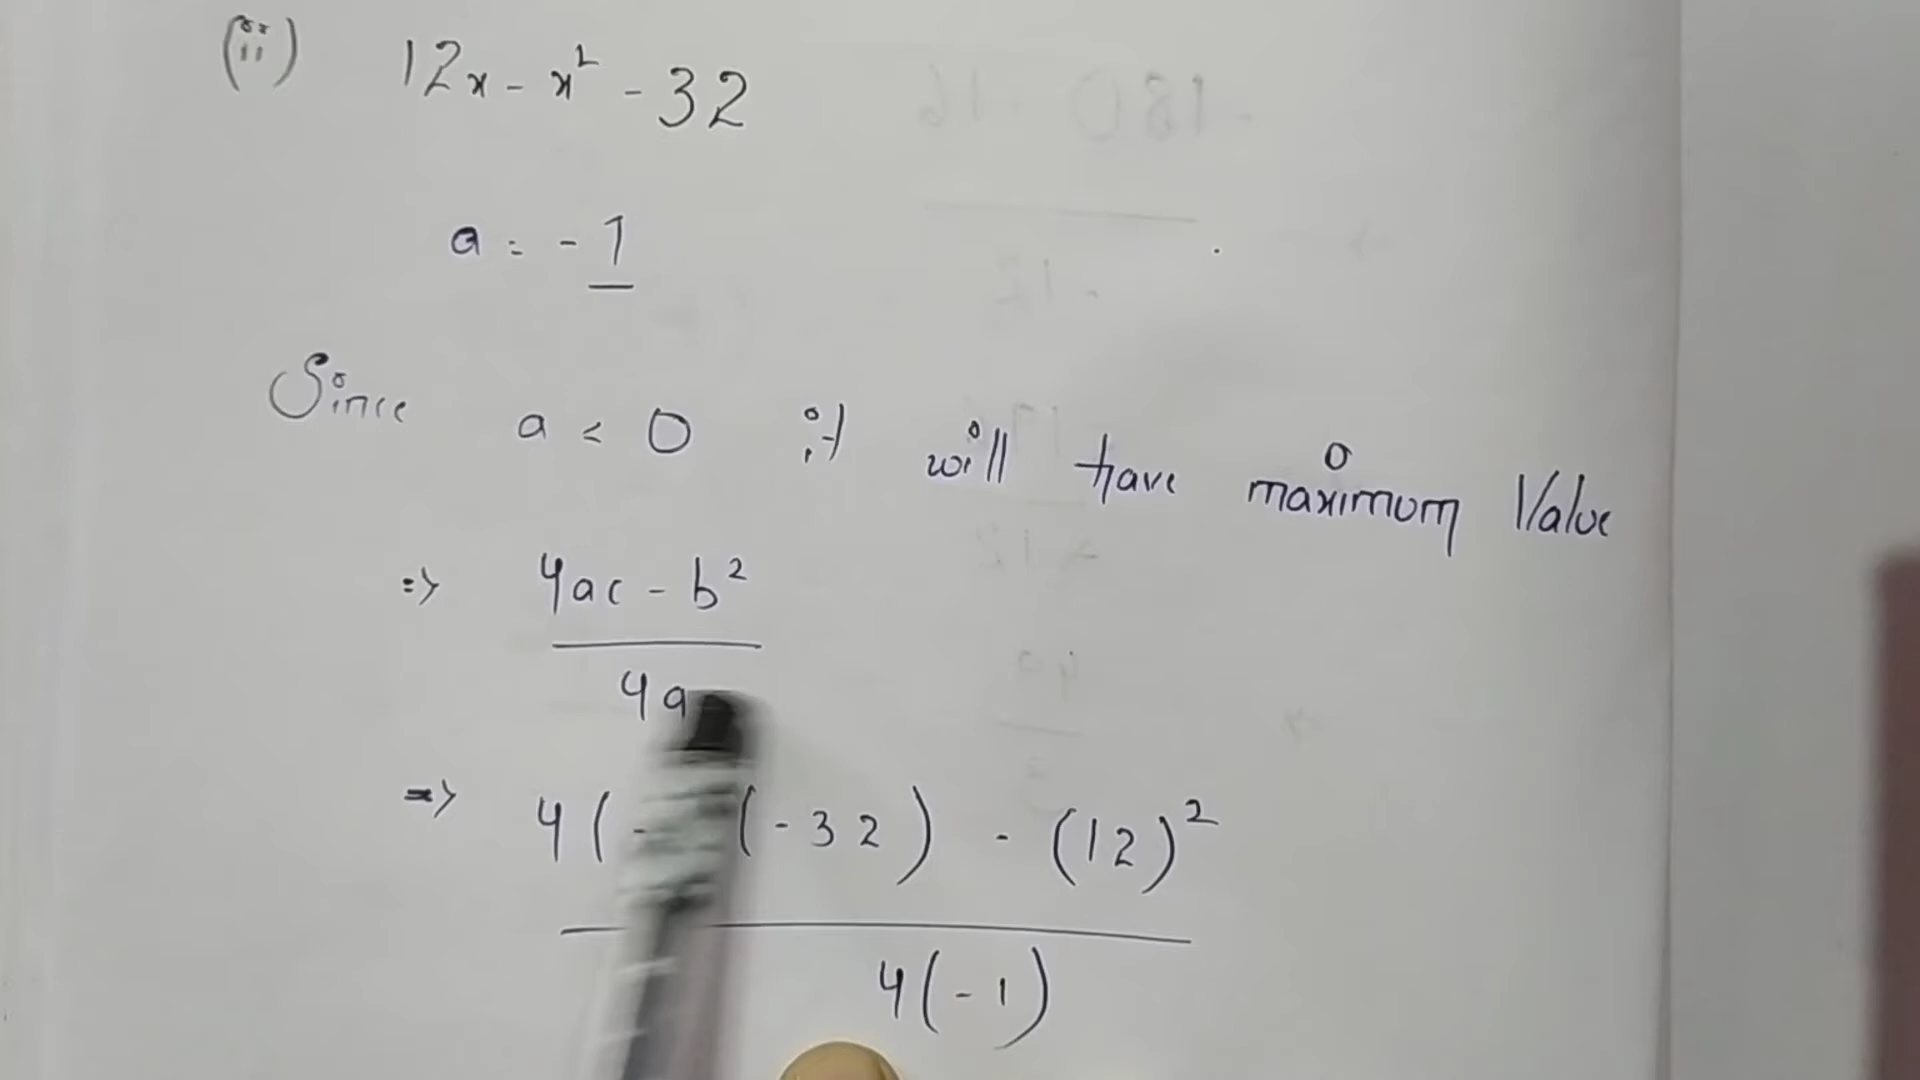 (ii) 12x - x² - 32
a = - 1
Since a < 0 it will have maximum Value
=> 4ac - b²
4a
=> 4(- (-32) - (12)²
4(-1)